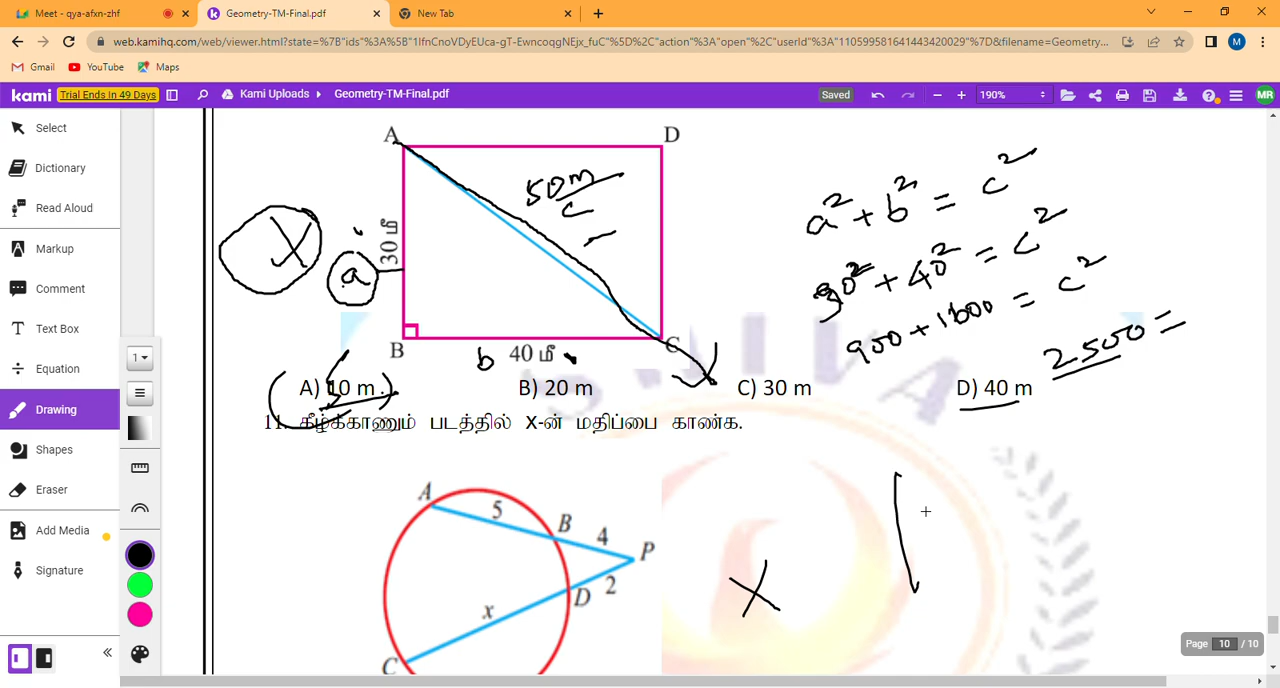 Meet - qya-afxn-zhf
Geometry-TM-Final.pdf
New Tab
web.kamihq.com/web/viewer.html?state=%7B"ids"%3A%5B"1IfnCnoVDyEUca-gT-EwncoqgNEjx_fuC"%5D%2C"action"%3A"open"%2C"userId"%3A"110599581641443420029"%7D&filename=Geometry...
M
Gmail
YouTube
Maps
kami
Trial Ends In 49 Days
Kami Uploads
Geometry-TM-Final.pdf
Saved
190%
MR
Select
Dictionary
Read Aloud
Markup
Comment
Text Box
Equation
Drawing
Shapes
Eraser
Add Media
Signature
1
A
D
50m
c
30 மீ
X
a
B
b
40 மீ
C
a² + b² = c²
30² + 40² = c²
900 + 1600 = c²
2500 =
A) 10 m
B) 20 m
C) 30 m
D) 40 m
11. கீழ்க்காணும் படத்தில் X-ன் மதிப்பை காண்க.
A
5
B
4
P
2
D
x
C
X
Page 10 / 10